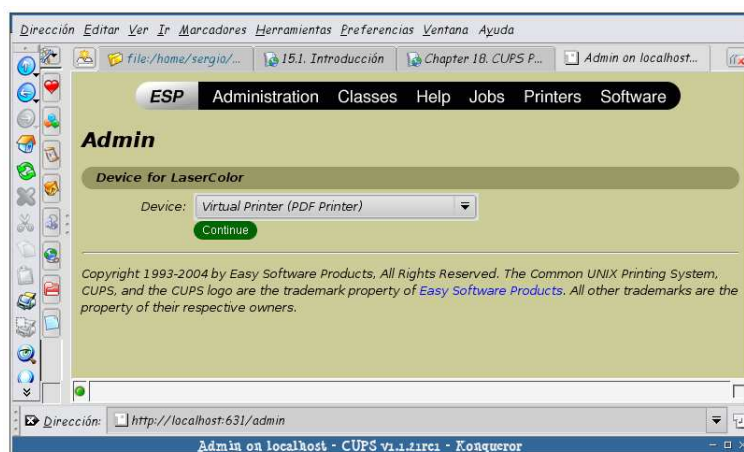 Dirección Editar Ver Ir Marcadores Herramientas Preferencias Ventana Ayuda
file:/home/sergio/... 15.1. Introducción Chapter 18. CUPS P... Admin on localhost...
ESP Administration Classes Help Jobs Printers Software
Admin
Device for LaserColor
Device: Virtual Printer (PDF Printer)
Continue
Copyright 1993-2004 by Easy Software Products, All Rights Reserved. The Common UNIX Printing System,
CUPS, and the CUPS logo are the trademark property of Easy Software Products. All other trademarks are the
property of their respective owners.
Dirección: http://localhost:631/admin
Admin on localhost - CUPS v1.1.21rc1 - Konqueror